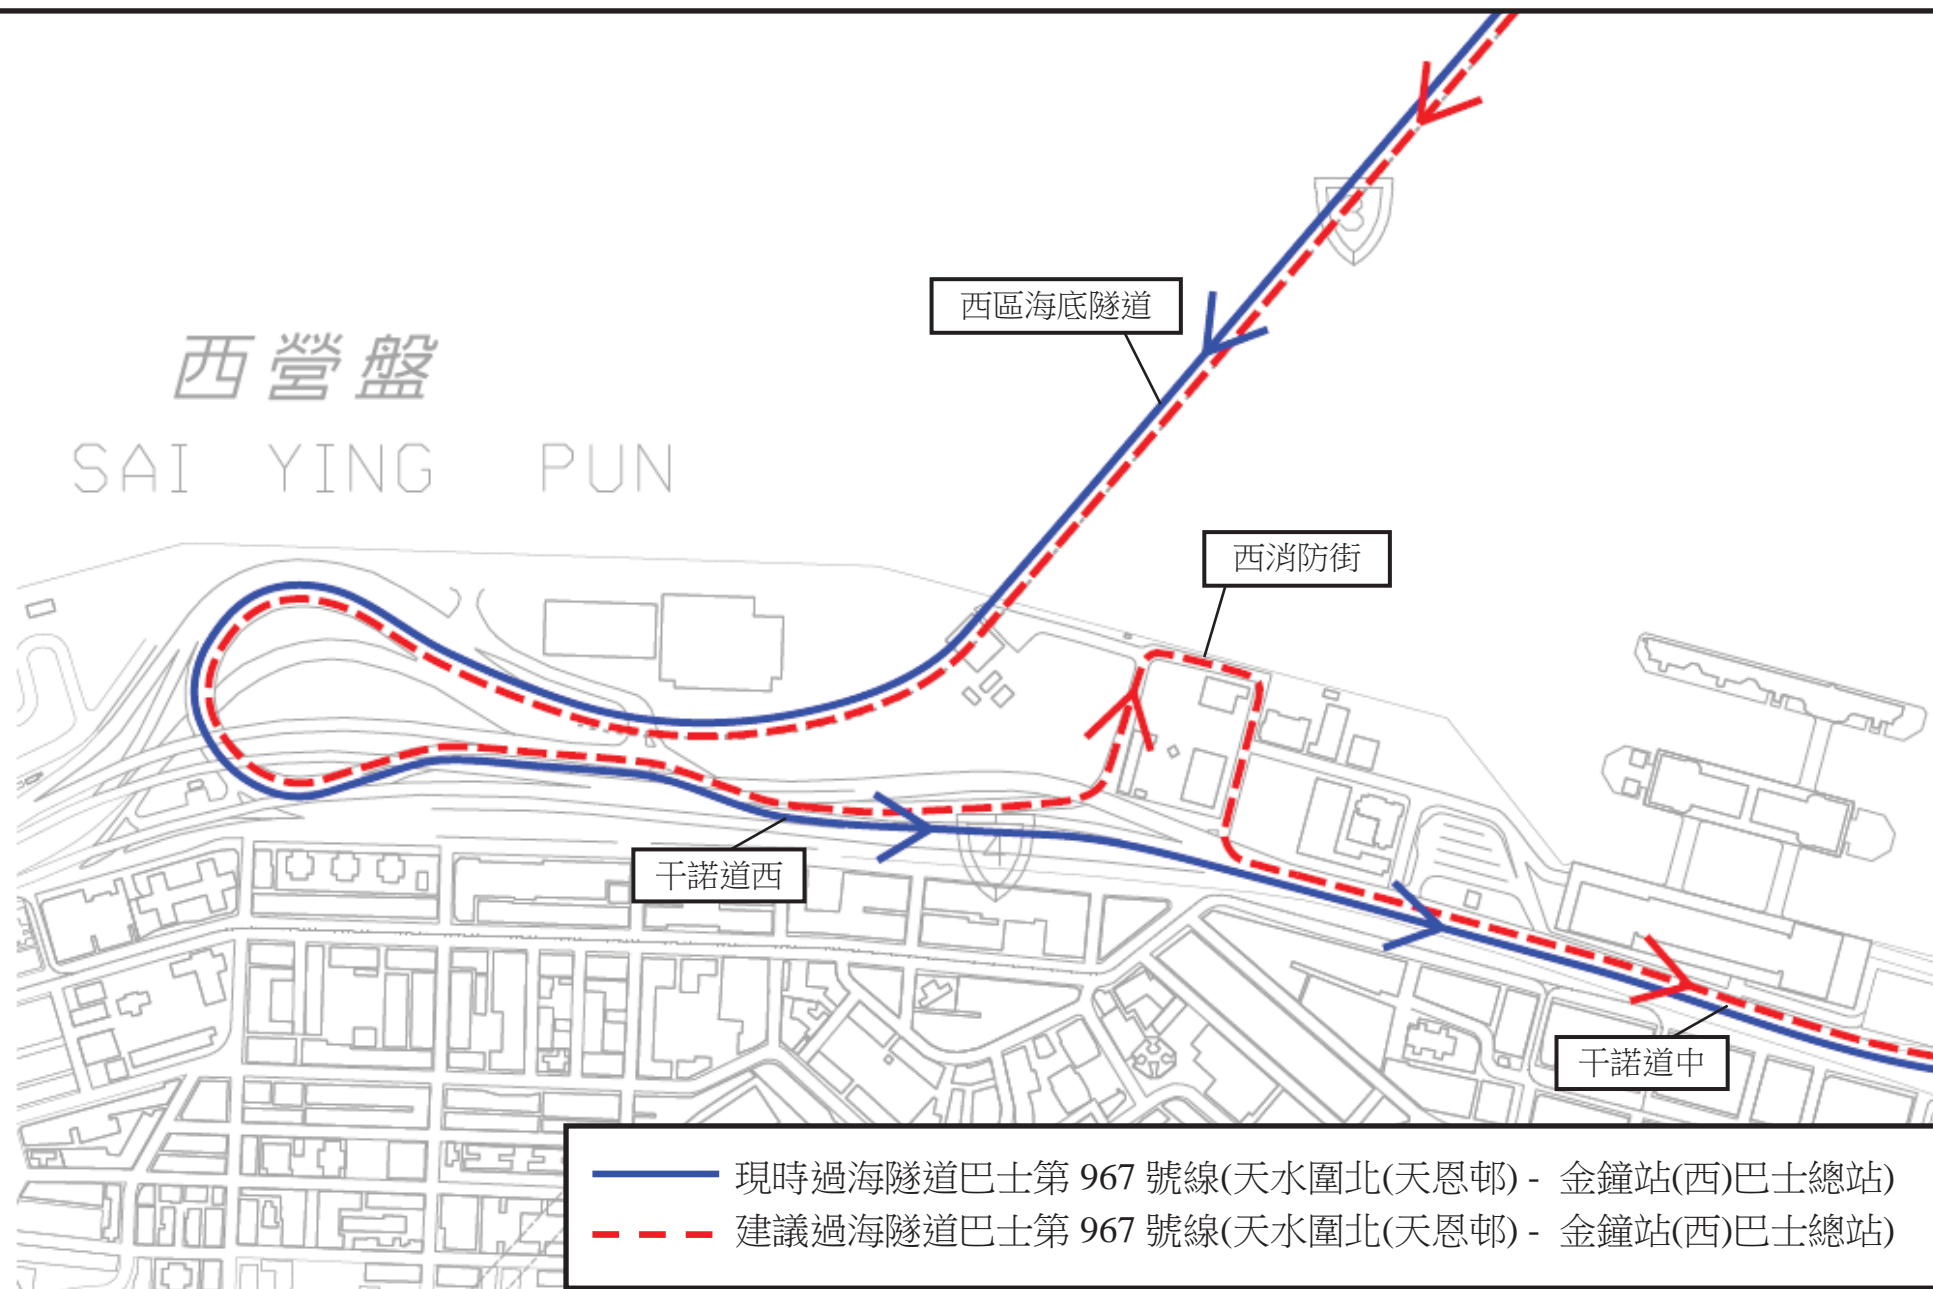 3
西區海底隧道
西營盤
SAI YING PUN
西消防街
4
干諾道西
干諾道中
現時過海隧道巴士第 967 號線(天水圍北(天恩邨) - 金鐘站(西)巴士總站)
建議過海隧道巴士第 967 號線(天水圍北(天恩邨) - 金鐘站(西)巴士總站)